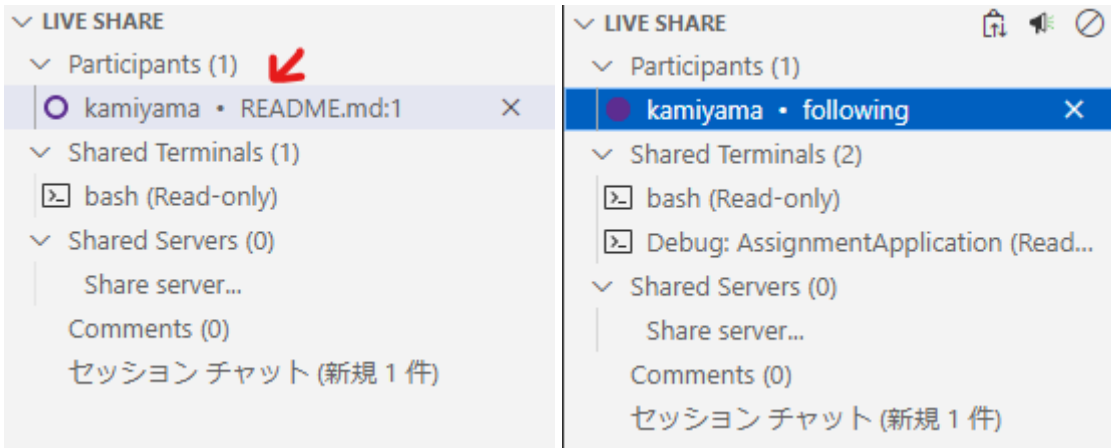 LIVE SHARE
Participants (1)
kamiyama • README.md:1
Shared Terminals (1)
bash (Read-only)
Shared Servers (0)
Share server...
Comments (0)
セッション チャット (新規 1 件)
LIVE SHARE
Participants (1)
kamiyama • following
Shared Terminals (2)
bash (Read-only)
Debug: AssignmentApplication (Read...
Shared Servers (0)
Share server...
Comments (0)
セッション チャット (新規 1 件)